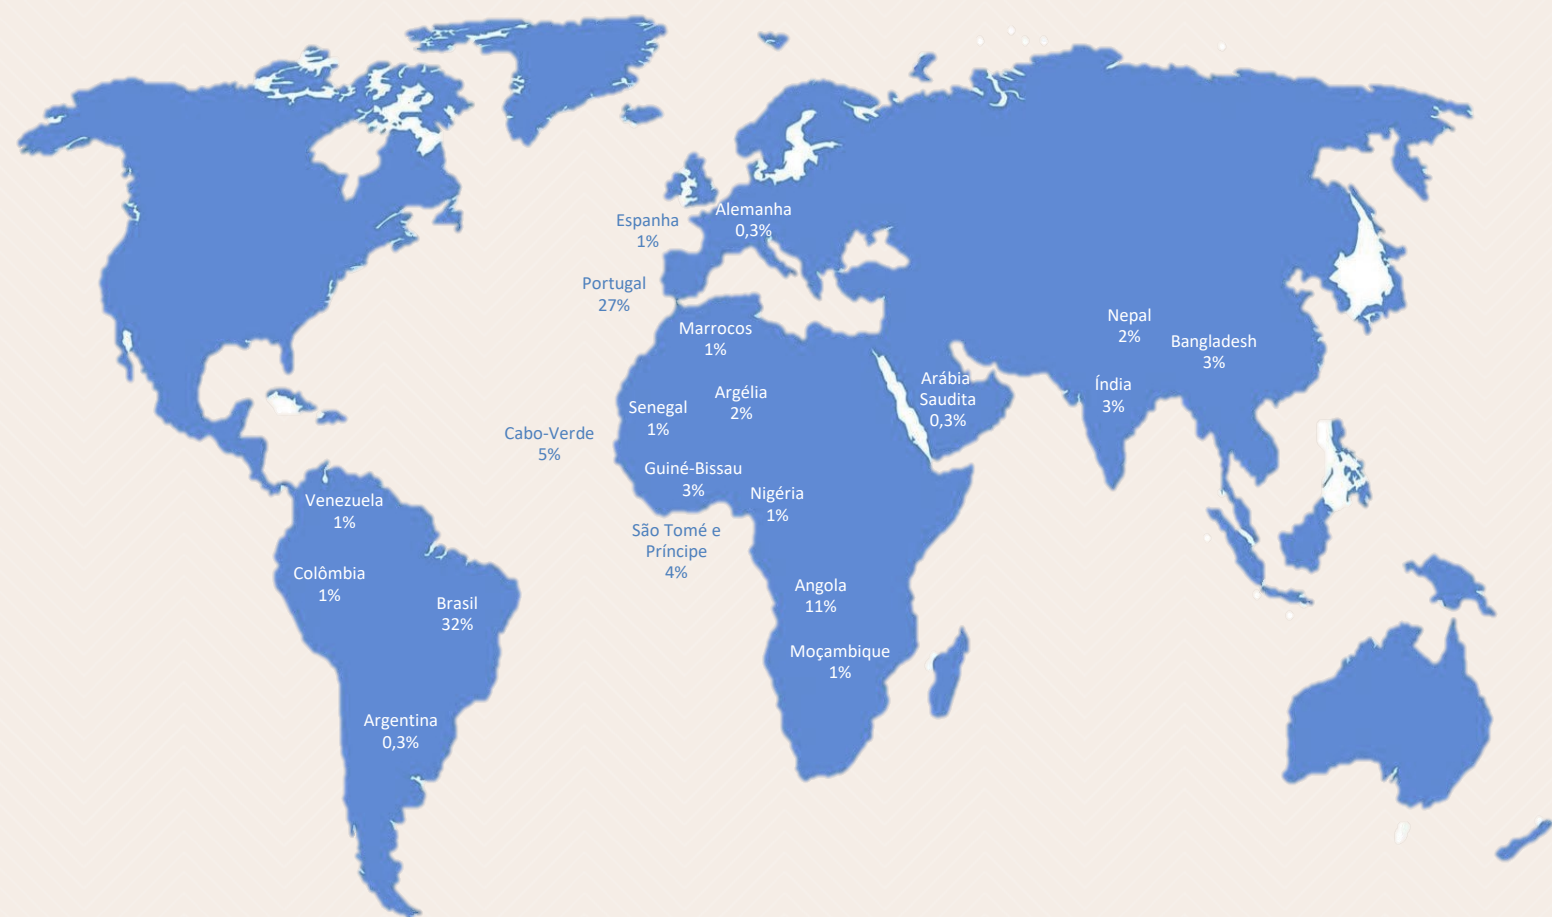 Alemanha
0,3%
Espanha
1%
Portugal
27%
Marrocos
1%
Nepal
2%
Bangladesh
3%
Arábia
Saudita
0,3%
Índia
3%
Argélia
2%
Senegal
1%
Cabo-Verde
5%
Guiné-Bissau
3%
Nigéria
1%
Venezuela
1%
São Tomé e
Príncipe
4%
Colômbia
1%
Angola
11%
Brasil
32%
Moçambique
1%
Argentina
0,3%